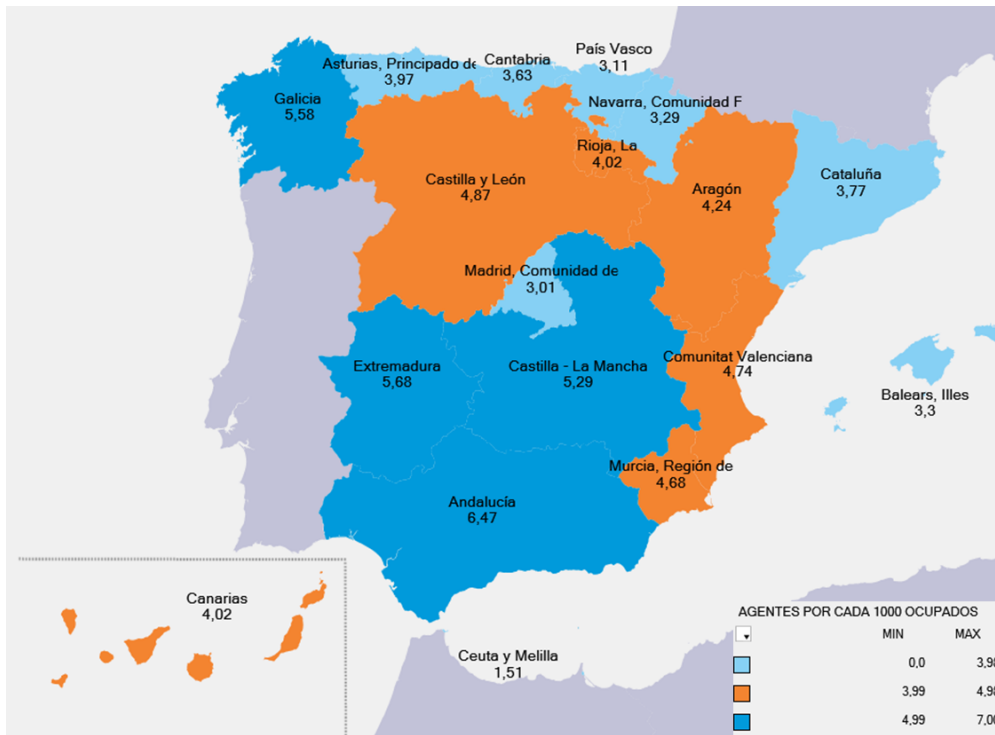 País Vasco
3,11
Asturias, Principado de
3,97
Cantabria
3,63
Galicia
5,58
Navarra, Comunidad F
3,29
Rioja, La
4,02
Castilla y León
4,87
Aragón
4,24
Cataluña
3,77
Madrid, Comunidad de
3,01
Extremadura
5,68
Castilla - La Mancha
5,29
Comunitat Valenciana
4,74
Balears, Illes
3,3
Murcia, Región de
4,68
Andalucía
6,47
Canarias
4,02
Ceuta y Melilla
1,51
AGENTES POR CADA 1000 OCUPADOS
MIN MAX
0,0 3,98
3,99 4,98
4,99 7,00